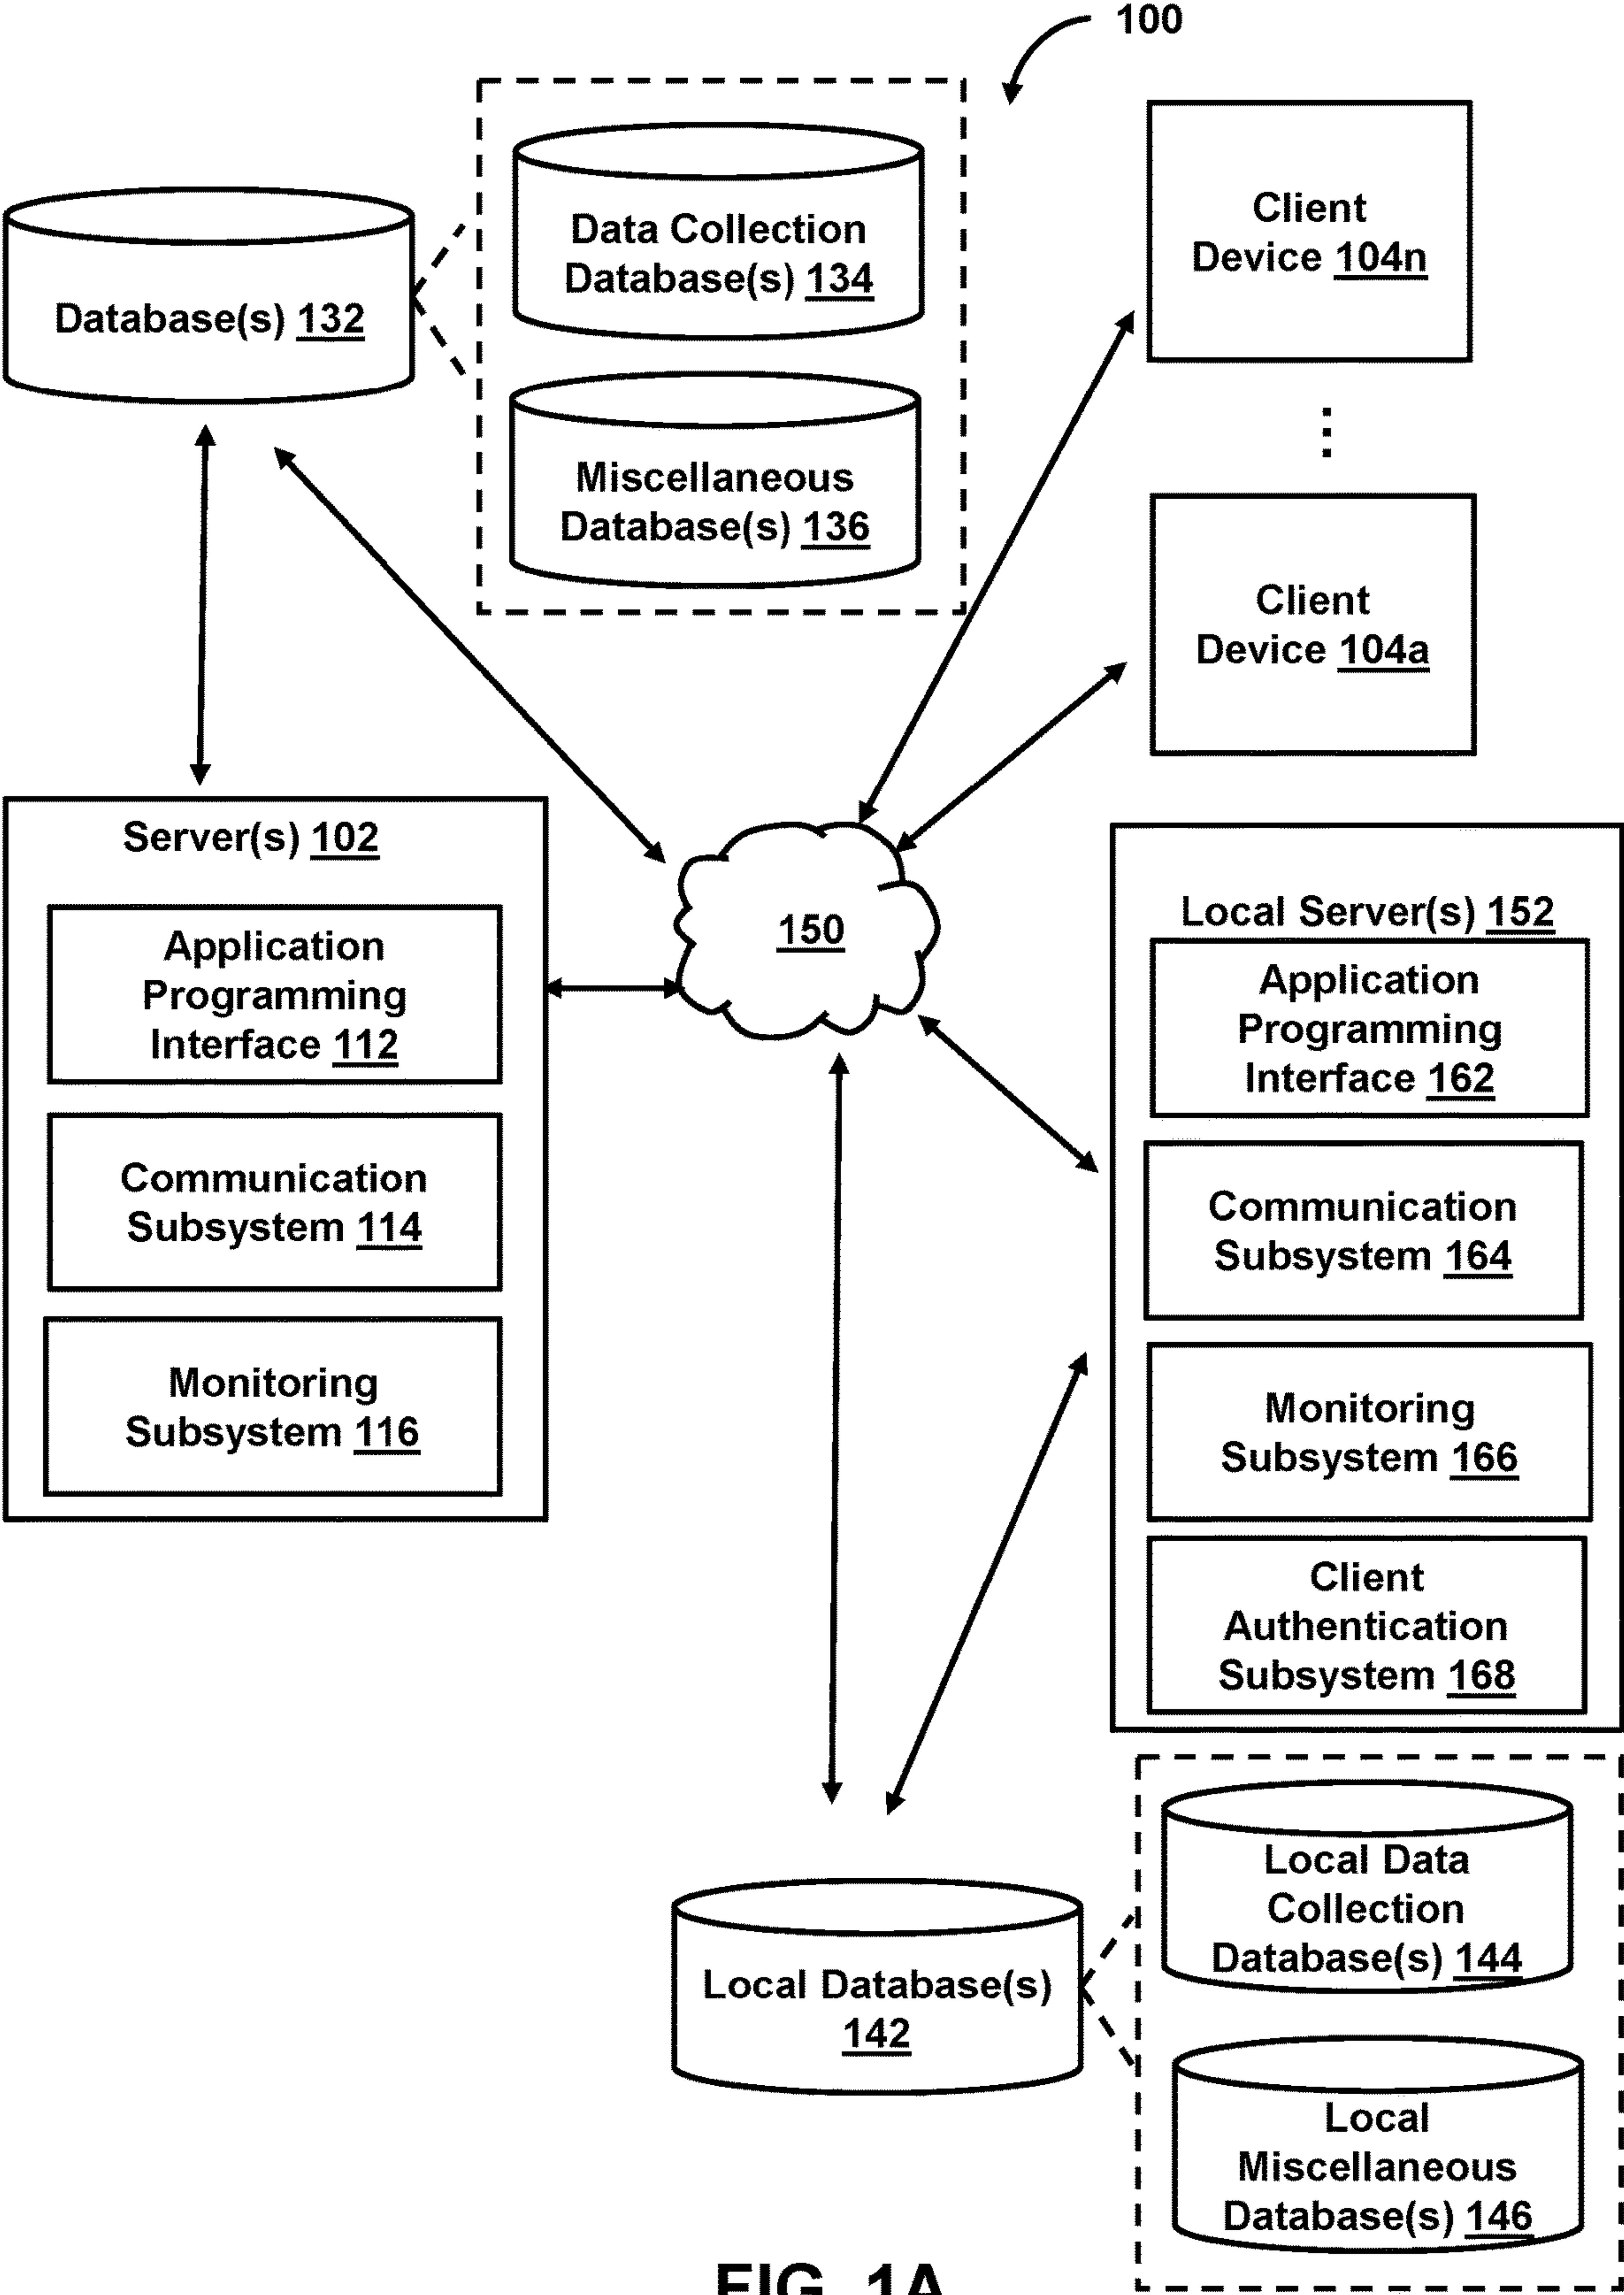 100
Data Collection
Database(s) 134
Database(s) 132
Miscellaneous
Database(s) 136
Client
Device 104n
Client
Device 104a
Server(s) 102
Application
Programming
Interface 112
Communication
Subsystem 114
Monitoring
Subsystem 116
150
Local Server(s) 152
Application
Programming
Interface 162
Communication
Subsystem 164
Monitoring
Subsystem 166
Client
Authentication
Subsystem 168
Local Database(s)
142
Local Data
Collection
Database(s) 144
Local
Miscellaneous
Database(s) 146
FIG. 1A